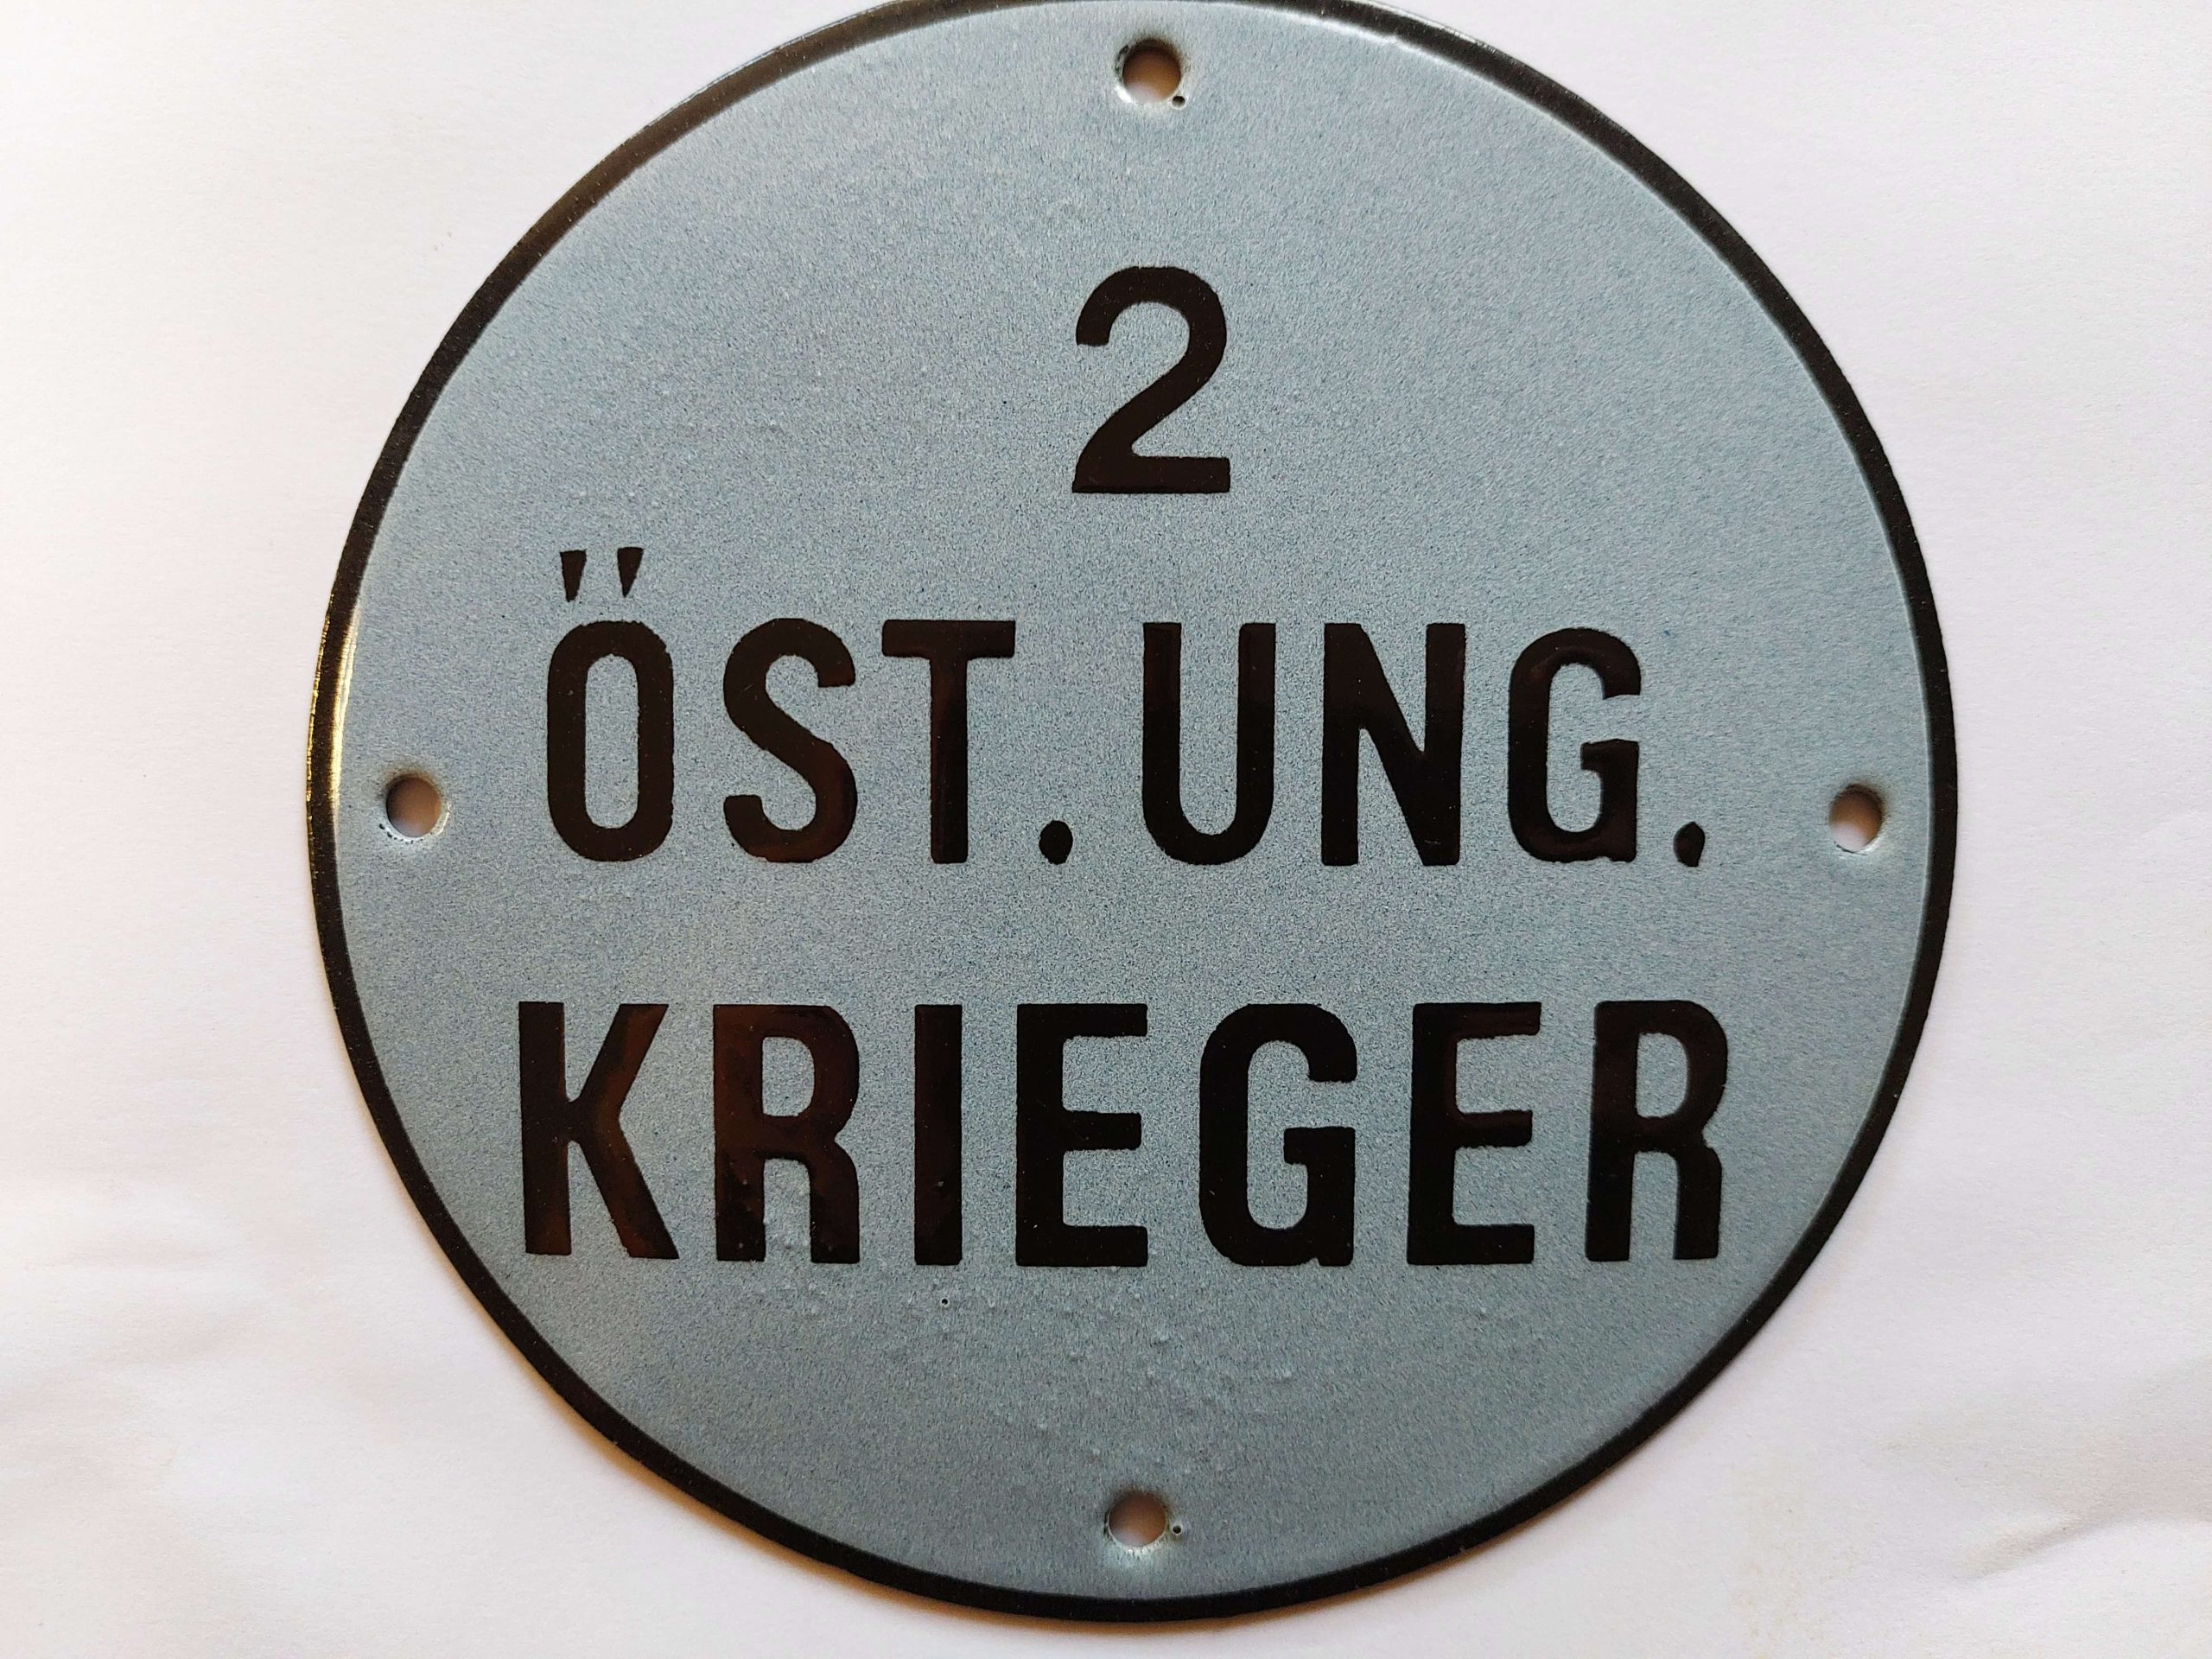 2
ÖST. UNG.
KRIEGER